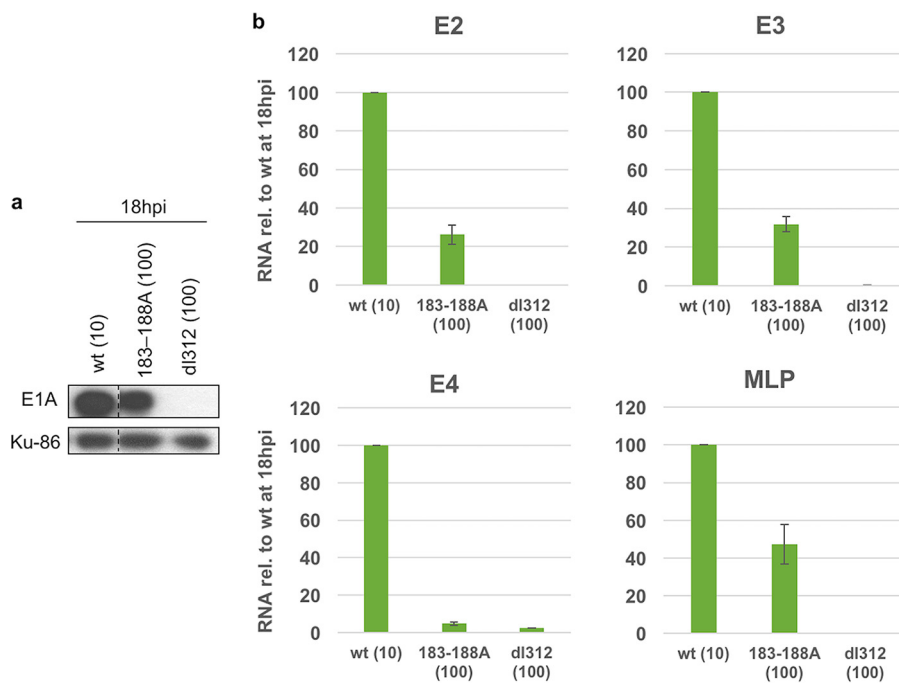 a
18hpi
wt (10)
183–188A (100)
dl312 (100)
E1A
Ku-86
b
E2
RNA rel. to wt at 18hpi
120
100
80
60
40
20
0
wt (10)
183-188A
(100)
dl312
(100)
E3
120
100
80
60
40
20
0
wt (10)
183-188A
(100)
dl312
(100)
E4
RNA rel. to wt at 18hpi
120
100
80
60
40
20
0
wt (10)
183-188A
(100)
dl312
(100)
MLP
120
100
80
60
40
20
0
wt (10)
183-188A
(100)
dl312
(100)